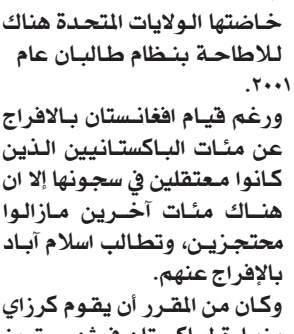 خاضتها الولايات المتحدة هناك
للاطاحة بنظام طالبان عام
٢٠٠١.
ورغم قيام افغانستان بالافراج
عن مئات الباكستانيين الذين
كانوا معتقلين في سجونها إلا ان
هناك مئات آخرين مازالوا
محتجزين، وتطالب اسلام آباد
بالإفراج عنهم.
وكان من المقرر أن يقوم كرزاي